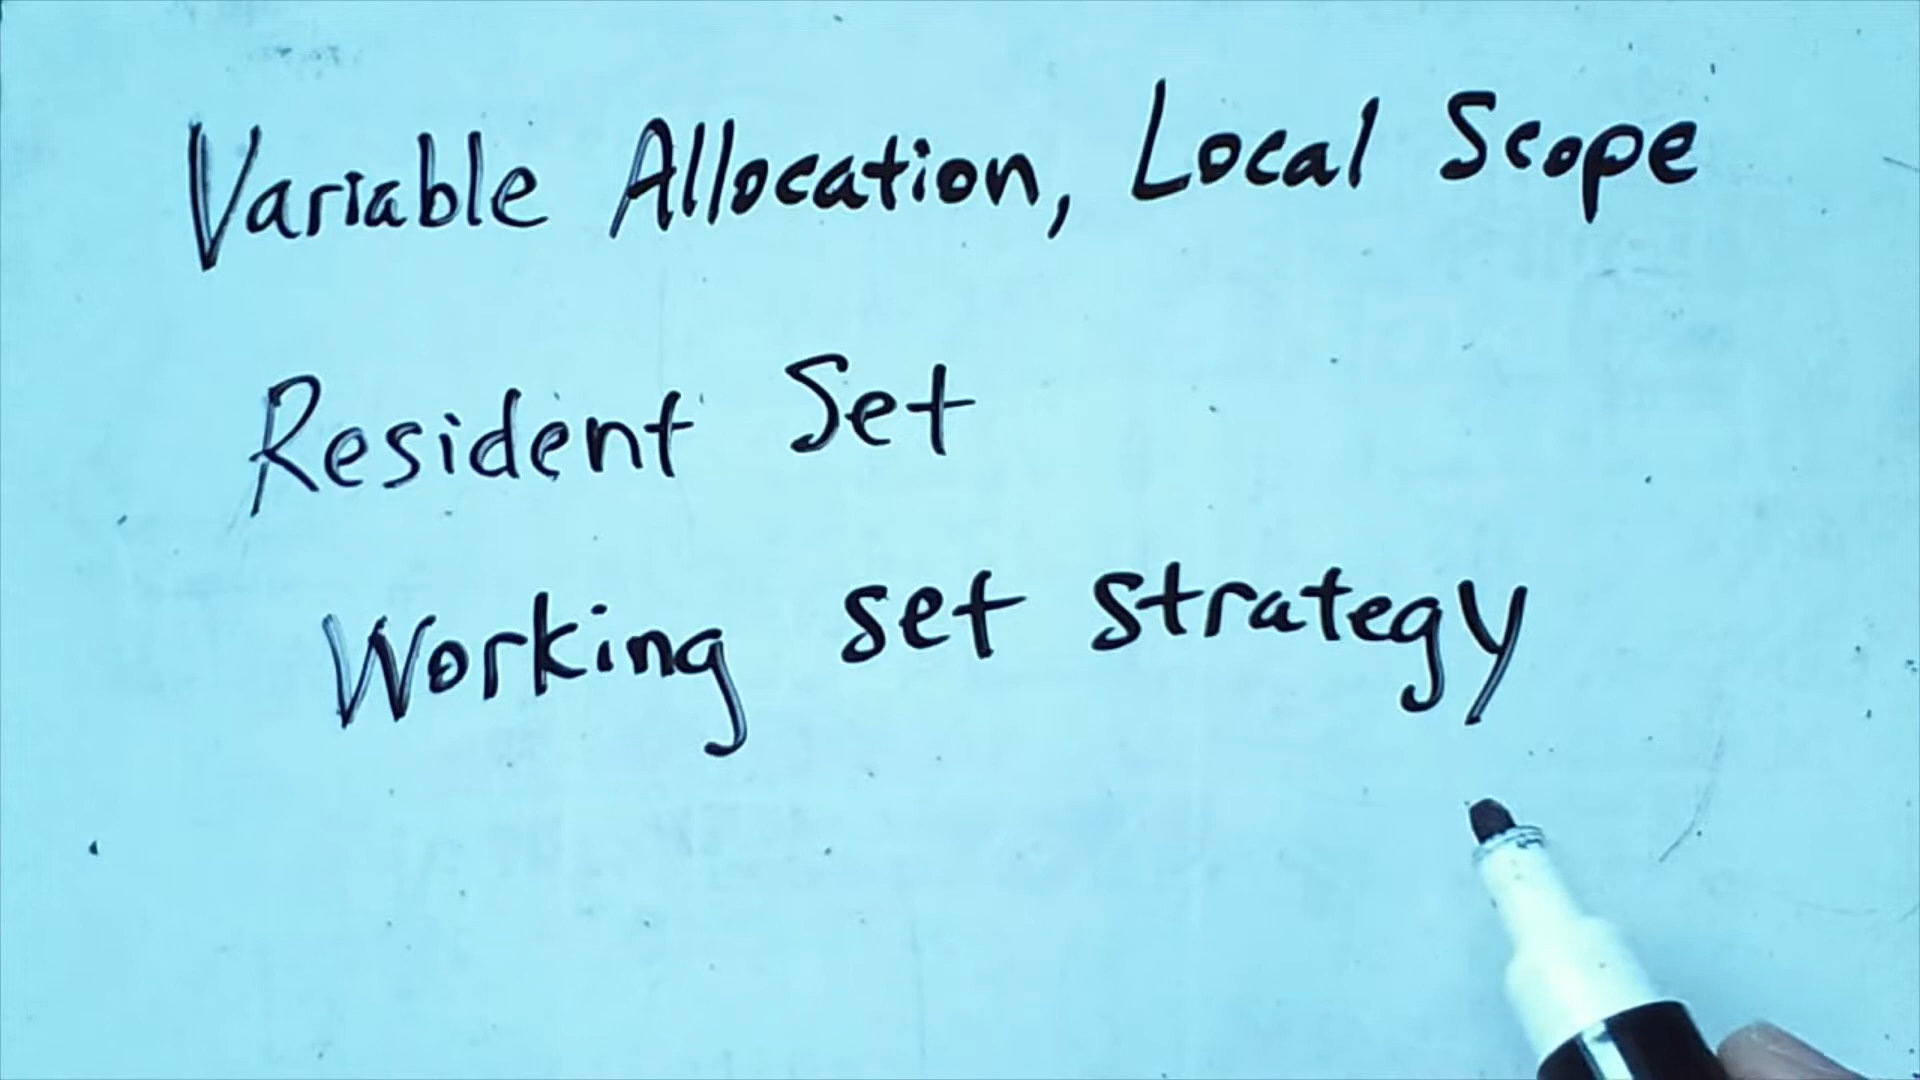 Variable Allocation, Local Scope
Resident Set
Working set strategy